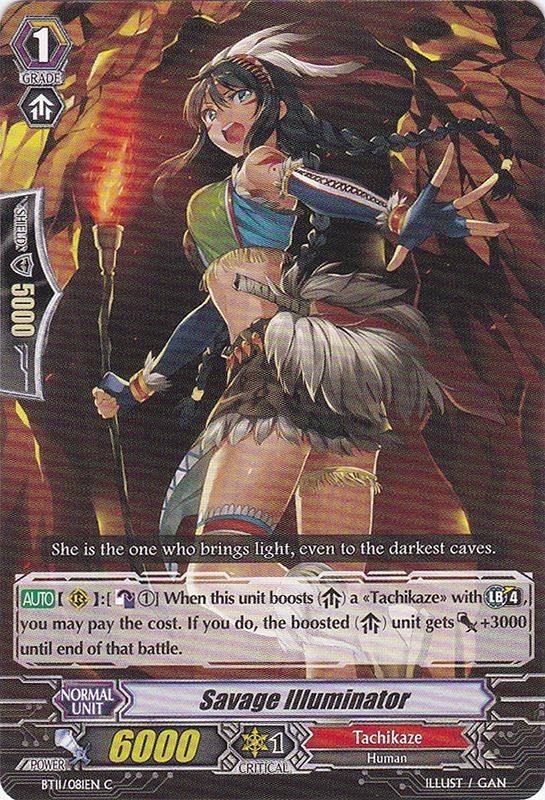 1
GRADE
SHIELD
5000
She is the one who brings light, even to the darkest caves.
AUTO 【 R 】:[ ①] When this unit boosts ( ) a «Tachikaze» with LB 4,
you may pay the cost. If you do, the boosted ( ) unit gets +3000
until end of that battle.
NORMAL
UNIT
Savage Illuminator
POWER
6000
1
CRITICAL
Tachikaze
Human
BT11/081EN C
ILLUST / GAN